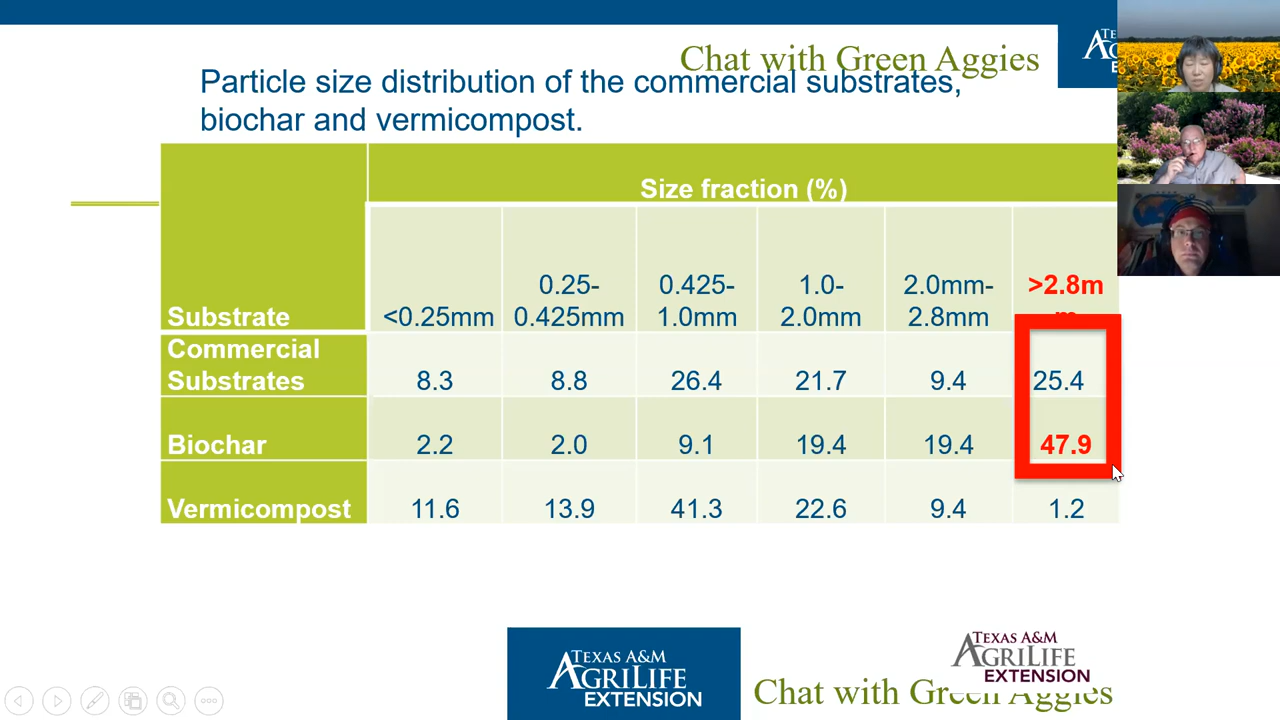 Chat with Green Aggies
Particle size distribution of the commercial substrates,
biochar and vermicompost.
Size fraction (%)
Substrate
<0.25mm
0.25-
0.425mm
0.425-
1.0mm
1.0-
2.0mm
2.0mm-
2.8mm
>2.8m
m
Commercial
Substrates
8.3
8.8
26.4
21.7
9.4
25.4
Biochar
2.2
2.0
9.1
19.4
19.4
47.9
Vermicompost
11.6
13.9
41.3
22.6
9.4
1.2
TEXAS A&M
AGRILIFE
EXTENSION
TEXAS A&M
AGRILIFE
EXTENSION
Chat with Green Aggies